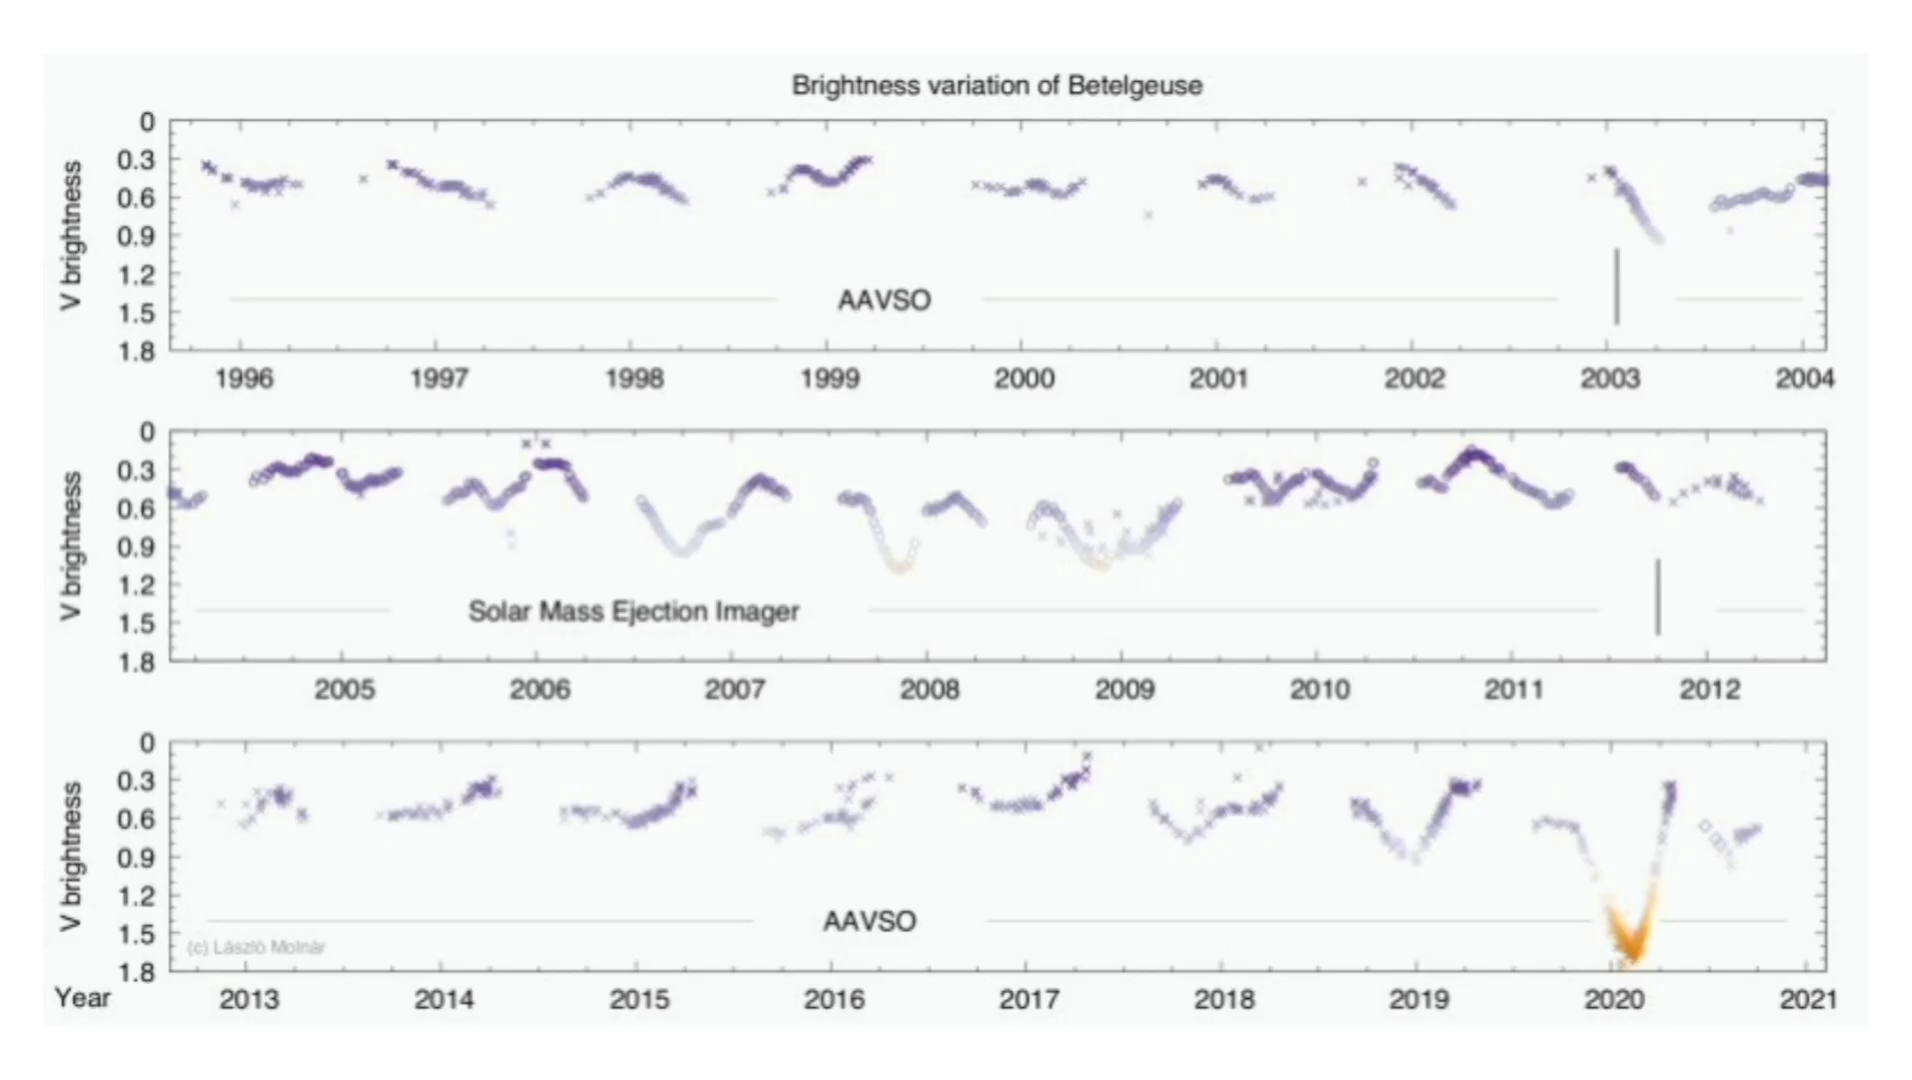 Brightness variation of Betelgeuse
V brightness
0
0.3
0.6
0.9
1.2
1.5
1.8
AAVSO
1996 1997 1998 1999 2000 2001 2002 2003 2004
V brightness
0
0.3
0.6
0.9
1.2
1.5
1.8
Solar Mass Ejection Imager
2005 2006 2007 2008 2009 2010 2011 2012
V brightness
0
0.3
0.6
0.9
1.2
1.5
1.8
AAVSO
(c) László Molnár
Year 2013 2014 2015 2016 2017 2018 2019 2020 2021